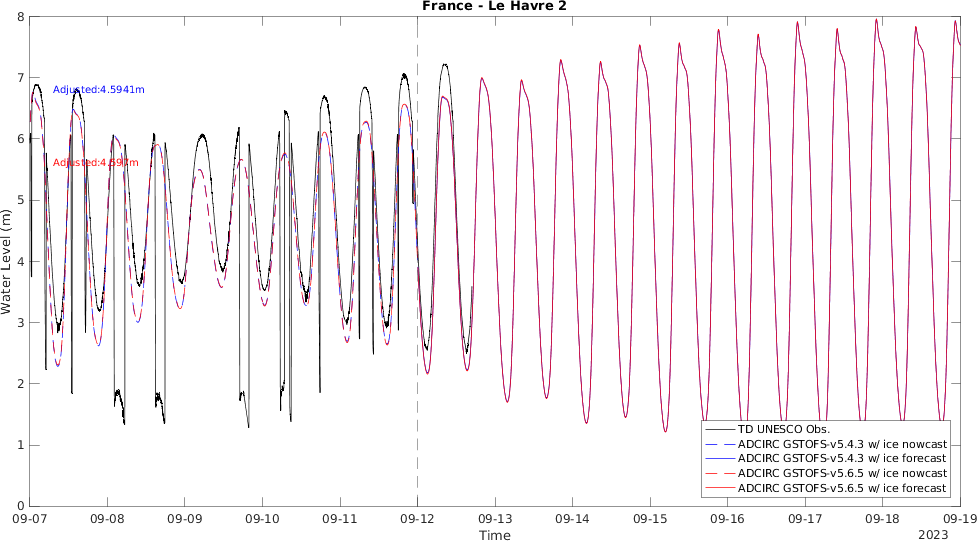 France - Le Havre 2
8
7
6
5
4
3
2
1
0
Water Level (m)
Adjusted:4.5941m
TD UNESCO Obs.
ADCIRC GSTOFS-v5.4.3 w/ ice nowcast
ADCIRC GSTOFS-v5.4.3 w/ ice forecast
ADCIRC GSTOFS-v5.6.5 w/ ice nowcast
ADCIRC GSTOFS-v5.6.5 w/ ice forecast
09-07 09-08 09-09 09-10 09-11 09-12 09-13 09-14 09-15 09-16 09-17 09-18 09-19
Time
2023